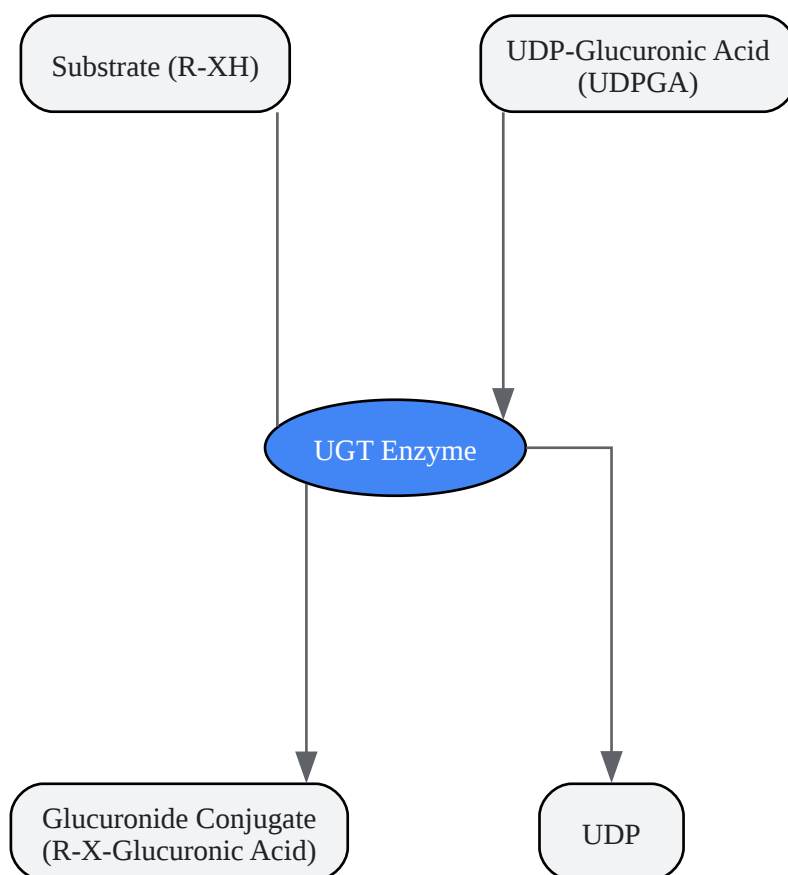 Substrate (R-XH)
UDP-Glucuronic Acid
(UDPGA)
UGT Enzyme
Glucuronide Conjugate
(R-X-Glucuronic Acid)
UDP